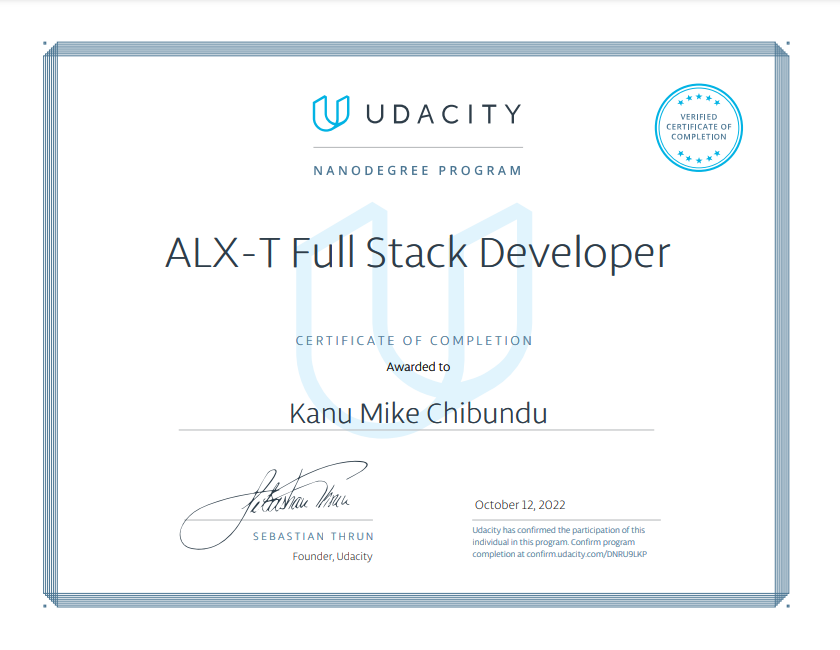 UDACITY
VERIFIED
CERTIFICATE OF
COMPLETION
NANODEGREE PROGRAM
ALX-T Full Stack Developer
CERTIFICATE OF COMPLETION
Awarded to
Kanu Mike Chibundu
Sebastian Thrun
SEBASTIAN THRUN
Founder, Udacity
October 12, 2022
Udacity has confirmed the participation of this
individual in this program. Confirm program
completion at confirm.udacity.com/DNRU9LKP